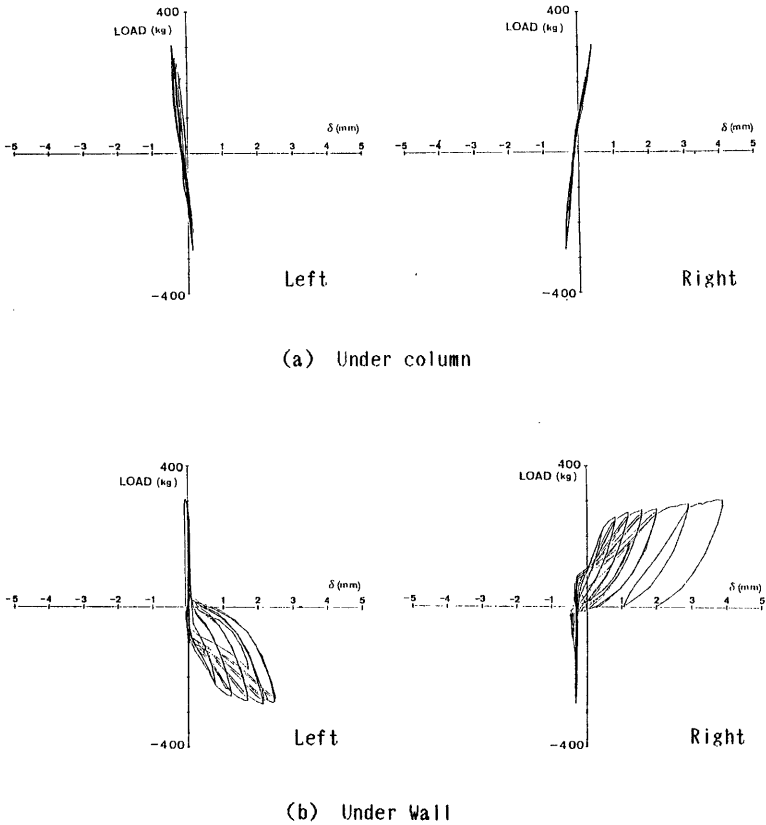 400
LOAD (kg)
δ (mm)
-5 -4 -3 -2 -1 1 2 3 4 5
-400
Left
400
LOAD (kg)
δ (mm)
-5 -4 -3 -2 -1 1 2 3 4 5
-400
Right
(a) Under column
400
LOAD (kg)
δ (mm)
-5 -4 -3 -2 -1 1 2 3 4 5
-400
Left
400
LOAD (kg)
δ (mm)
-5 -4 -3 -2 -1 1 2 3 4 5
-400
Right
(b) Under Wall